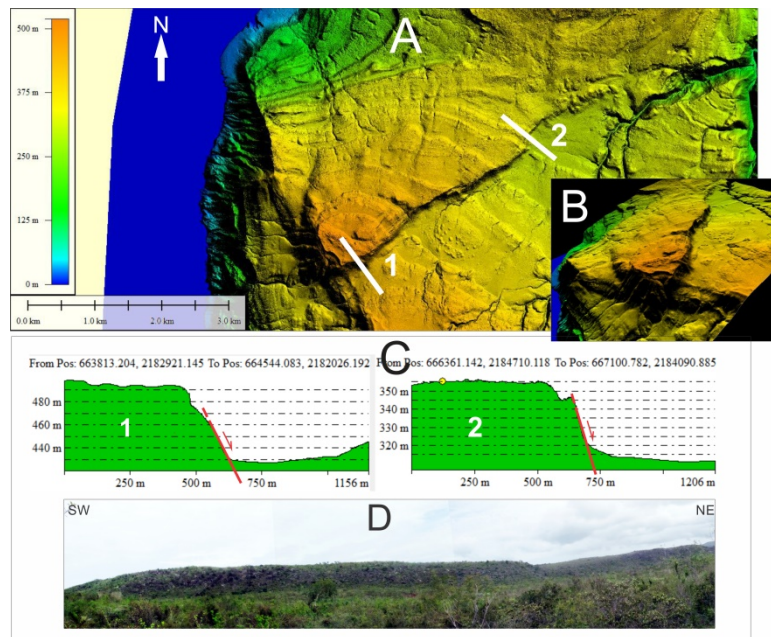 500 m
375 m
250 m
125 m
0 m
0.0 km 1.0 km 2.0 km 3.0 km
N
A
1
2
B
C
From Pos: 663813.204, 2182921.145 To Pos: 664544.083, 2182026.192
480 m
460 m
440 m
1
250 m 500 m 750 m 1156 m
From Pos: 666361.142, 2184710.118 To Pos: 667100.782, 2184090.885
350 m
340 m
330 m
320 m
2
250 m 500 m 750 m 1206 m
SW D NE